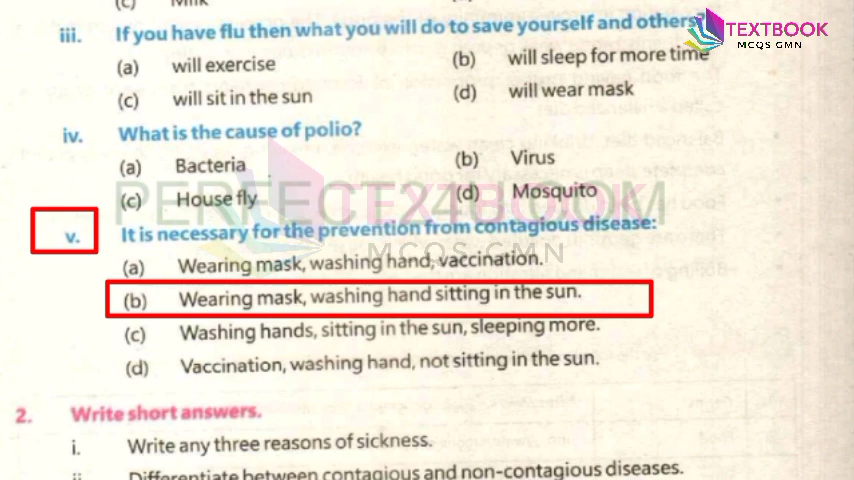 (c) Milk
iii. If you have flu then what you will do to save yourself and others?
TEXTBOOK
MCQS GMN
(a) will exercise (b) will sleep for more time
(c) will sit in the sun (d) will wear mask
iv. What is the cause of polio?
(a) Bacteria (b) Virus
(c) House fly (d) Mosquito
PERFECT24U.COM
TEXTBOOK
MCQS GMN
v. It is necessary for the prevention from contagious disease:
(a) Wearing mask, washing hand, vaccination.
(b) Wearing mask, washing hand sitting in the sun.
(c) Washing hands, sitting in the sun, sleeping more.
(d) Vaccination, washing hand, not sitting in the sun.
2. Write short answers.
i. Write any three reasons of sickness.
ii. Differentiate between contagious and non-contagious diseases.